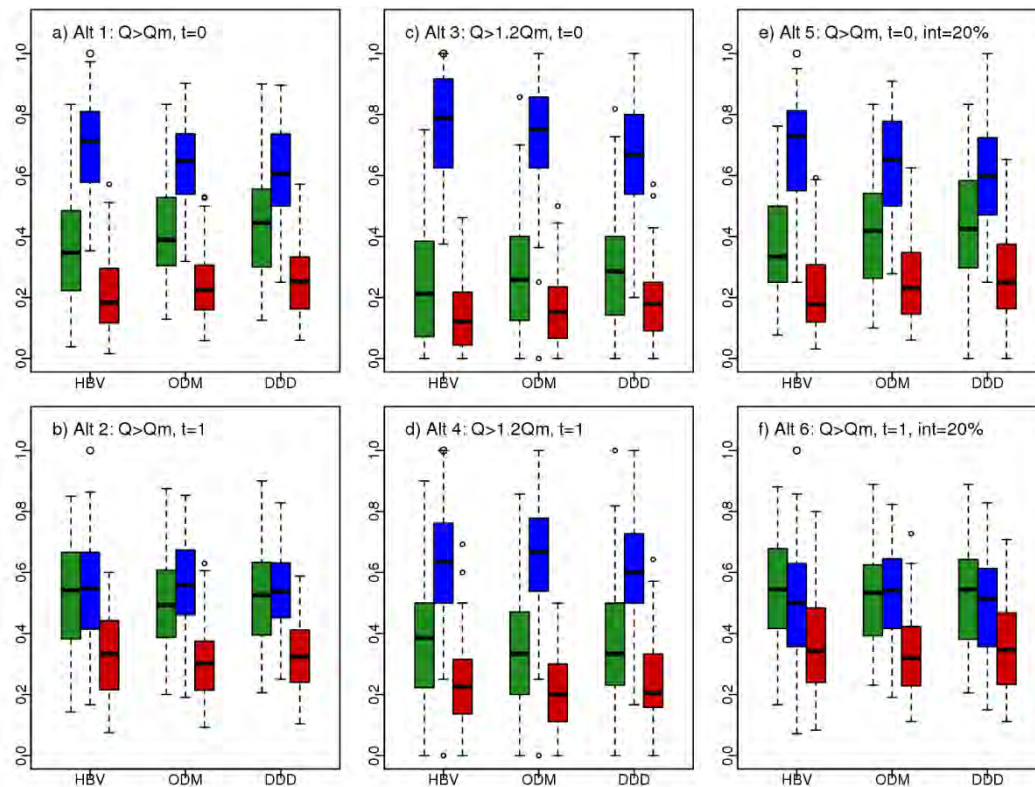 a) Alt 1: Q>Qm, t=0
0.0 0.2 0.4 0.6 0.8 1.0
HBV ODM DDD
c) Alt 3: Q>1.2Qm, t=0
0.0 0.2 0.4 0.6 0.8 1.0
HBV ODM DDD
e) Alt 5: Q>Qm, t=0, int=20%
0.0 0.2 0.4 0.6 0.8 1.0
HBV ODM DDD
b) Alt 2: Q>Qm, t=1
0.0 0.2 0.4 0.6 0.8 1.0
HBV ODM DDD
d) Alt 4: Q>1.2Qm, t=1
0.0 0.2 0.4 0.6 0.8 1.0
HBV ODM DDD
f) Alt 6: Q>Qm, t=1, int=20%
0.0 0.2 0.4 0.6 0.8 1.0
HBV ODM DDD